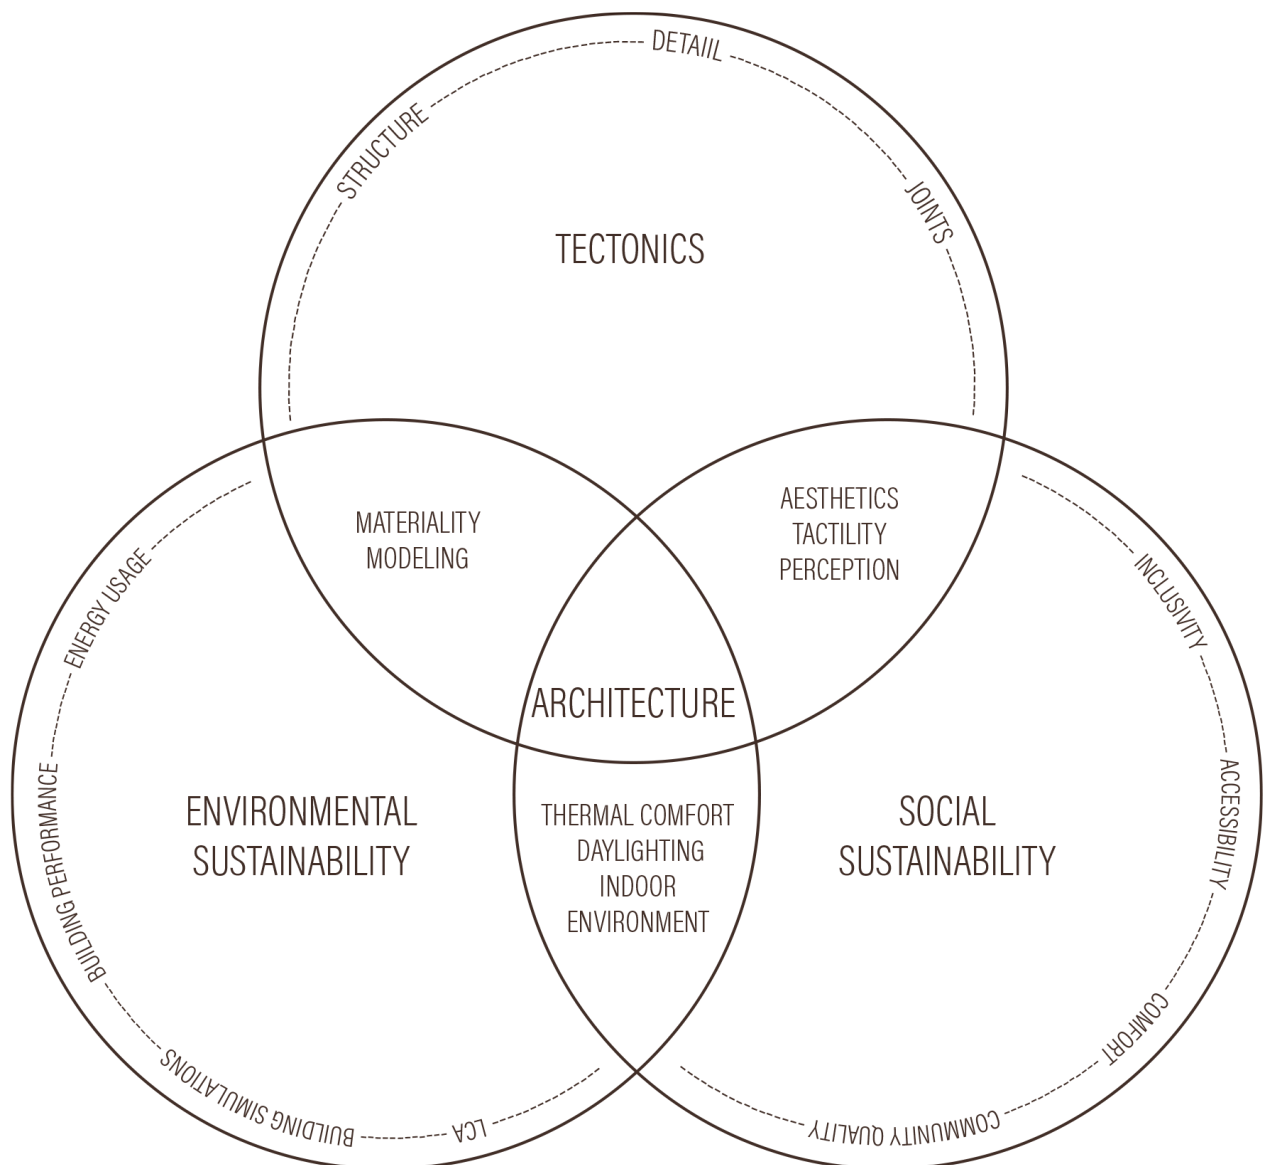 DETAIIL
STRUCTURE
JOINTS
TECTONICS
MATERIALITY
MODELING
AESTHETICS
TACTILITY
PERCEPTION
ARCHITECTURE
ENERGY USAGE
BUILDING PERFORMANCE
BUILDING SIMULATIONS
LCA
ENVIRONMENTAL
SUSTAINABILITY
THERMAL COMFORT
DAYLIGHTING
INDOOR
ENVIRONMENT
SOCIAL
SUSTAINABILITY
INCLUSIVITY
ACCESSIBILITY
COMFORT
COMMUNITY QUALITY